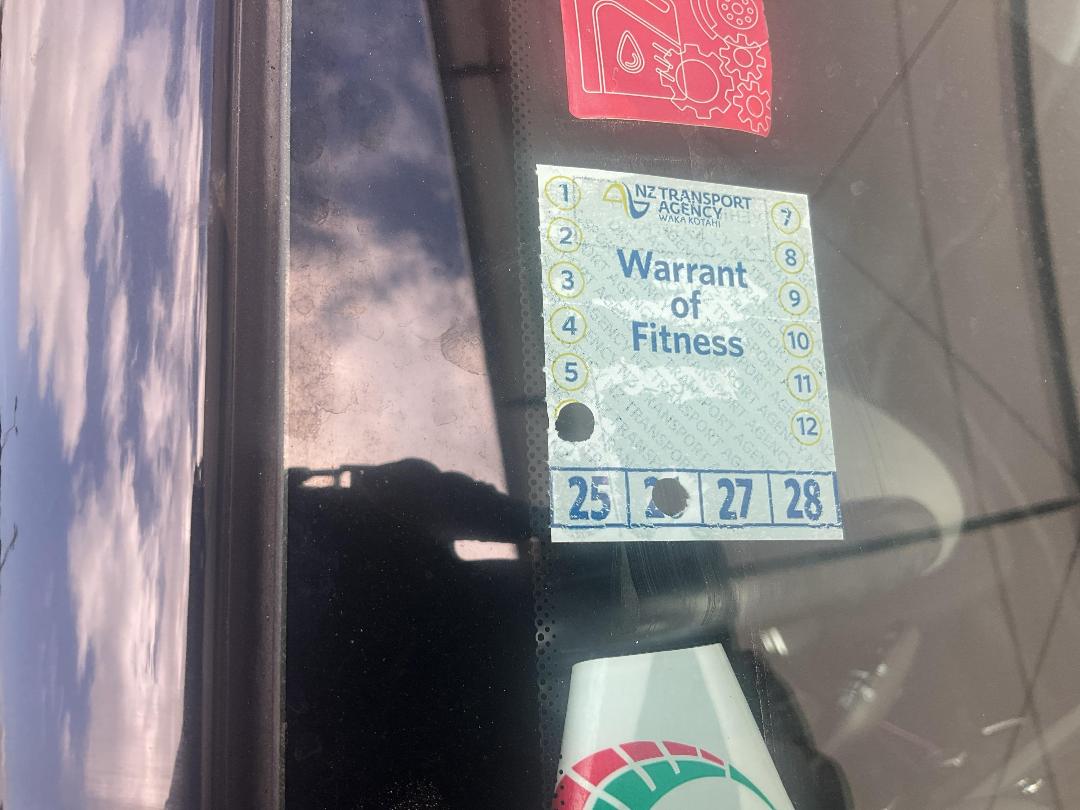 NZ TRANSPORT
AGENCY
WAKA KOTAHI
Warrant
of
Fitness
1
2
3
4
5
7
8
9
10
11
12
25 27 28